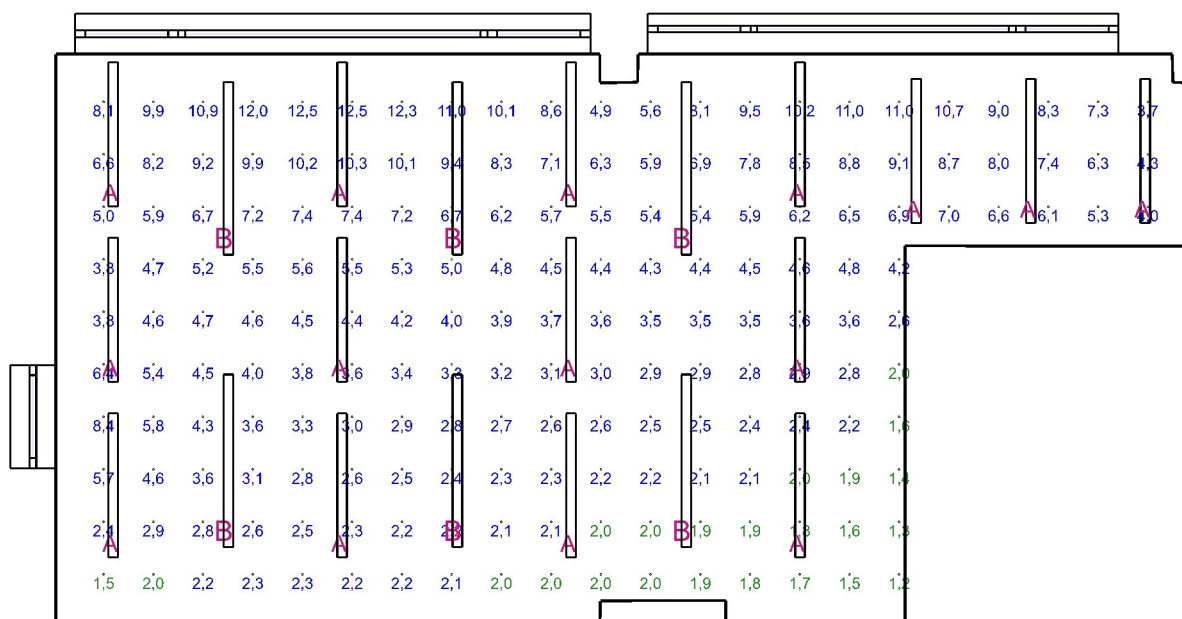 8,1 9,9 10,9 12,0 12,5 12,5 12,3 11,0 10,1 8,6 4,9 5,6 8,1 9,5 10,2 11,0 11,0 10,7 9,0 8,3 7,3 3,7
6,6 8,2 9,2 9,9 10,2 10,3 10,1 9,4 8,3 7,1 6,3 5,9 6,9 7,8 8,5 8,8 9,1 8,7 8,0 7,4 6,3 4,3
A A A A
5,0 5,9 6,7 7,2 7,4 7,4 7,2 6,7 6,2 5,7 5,5 5,4 5,4 5,9 6,2 6,5 6,9 7,0 6,6 6,1 5,3 4,0
A A A
B B B
3,8 4,7 5,2 5,5 5,6 5,5 5,3 5,0 4,8 4,5 4,4 4,3 4,4 4,5 4,6 4,8 4,2
3,8 4,6 4,7 4,6 4,5 4,4 4,2 4,0 3,9 3,7 3,6 3,5 3,5 3,5 3,6 3,6 2,6
6,4 5,4 4,5 4,0 3,8 3,6 3,4 3,3 3,2 3,1 3,0 2,9 2,9 2,8 2,9 2,8 2,0
A A A A
8,4 5,8 4,3 3,6 3,3 3,0 2,9 2,8 2,7 2,6 2,6 2,5 2,5 2,4 2,4 2,2 1,6
5,7 4,6 3,6 3,1 2,8 2,6 2,5 2,4 2,3 2,3 2,2 2,2 2,1 2,1 2,0 1,9 1,4
2,4 2,9 2,8 2,6 2,5 2,3 2,2 2,1 2,1 2,0 2,0 1,9 1,9 1,8 1,6 1,3
B B B
A A A A
1,5 2,0 2,2 2,3 2,3 2,2 2,2 2,1 2,0 2,0 2,0 2,0 1,9 1,8 1,7 1,5 1,2